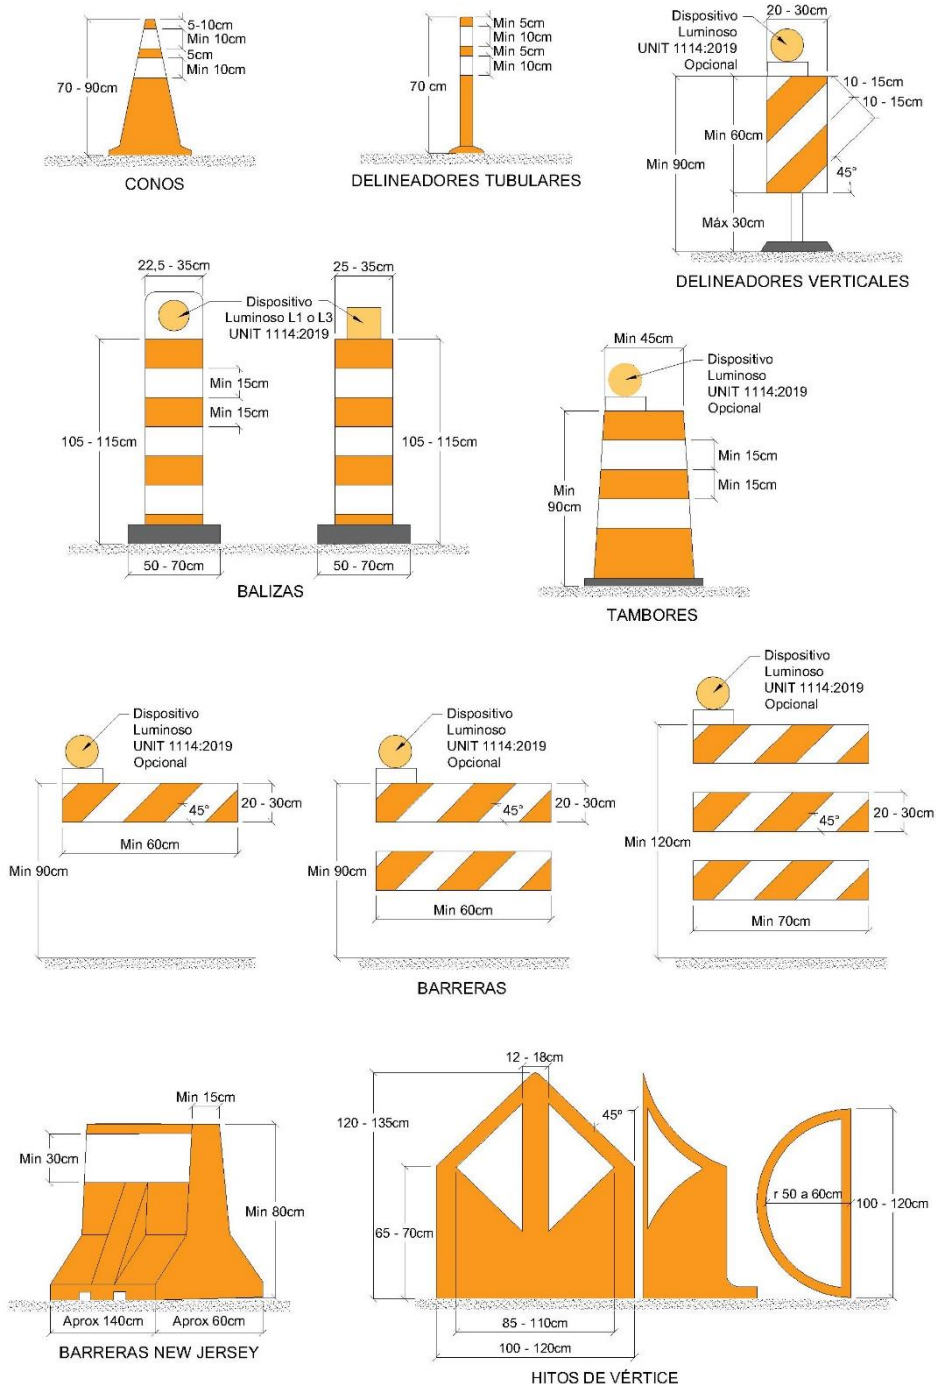 5-10cm
Min 10cm
5cm
Min 10cm
70 - 90cm
CONOS
Min 5cm
Min 10cm
Min 5cm
Min 10cm
70 cm
DELINEADORES TUBULARES
Dispositivo
Luminoso
UNIT 1114:2019
Opcional
20 - 30cm
10 - 15cm
10 - 15cm
Min 60cm
Min 90cm
45°
Máx 30cm
DELINEADORES VERTICALES
22,5 - 35cm
25 - 35cm
Dispositivo
Luminoso L1 o L3
UNIT 1114:2019
Min 15cm
Min 15cm
105 - 115cm
105 - 115cm
50 - 70cm
50 - 70cm
BALIZAS
Min 45cm
Dispositivo
Luminoso
UNIT 1114:2019
Opcional
Min 15cm
Min 15cm
Min
90cm
TAMBORES
Dispositivo
Luminoso
UNIT 1114:2019
Opcional
45°
20 - 30cm
Min 60cm
Min 90cm
Dispositivo
Luminoso
UNIT 1114:2019
Opcional
45°
20 - 30cm
Min 90cm
Min 60cm
Dispositivo
Luminoso
UNIT 1114:2019
Opcional
45°
20 - 30cm
Min 120cm
Min 70cm
BARRERAS
Min 15cm
Min 30cm
Min 80cm
Aprox 140cm
Aprox 60cm
BARRERAS NEW JERSEY
12 - 18cm
120 -
135cm
45º
65 - 70cm
r 50 a 60cm
100 - 120cm
85 - 110cm
100 - 120cm
HITOS DE VÉRTICE